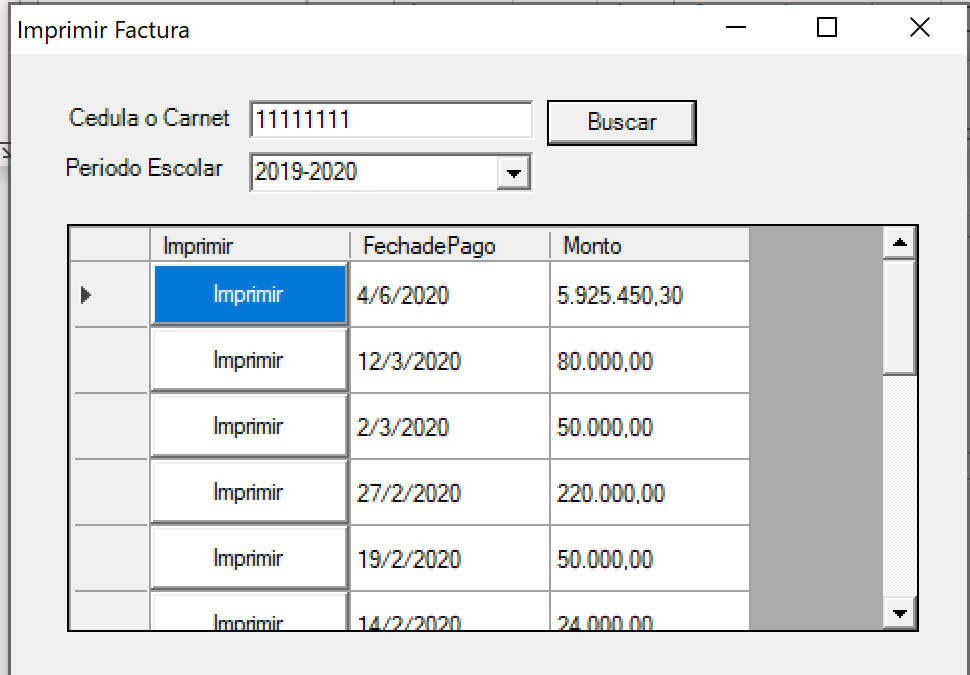 Imprimir Factura
Cedula o Carnet 11111111 Buscar
Periodo Escolar 2019-2020
Imprimir FechadePago Monto
Imprimir 4/6/2020 5.925.450,30
Imprimir 12/3/2020 80.000,00
Imprimir 2/3/2020 50.000,00
Imprimir 27/2/2020 220.000,00
Imprimir 19/2/2020 50.000,00
Imprimir 14/2/2020 24.000,00